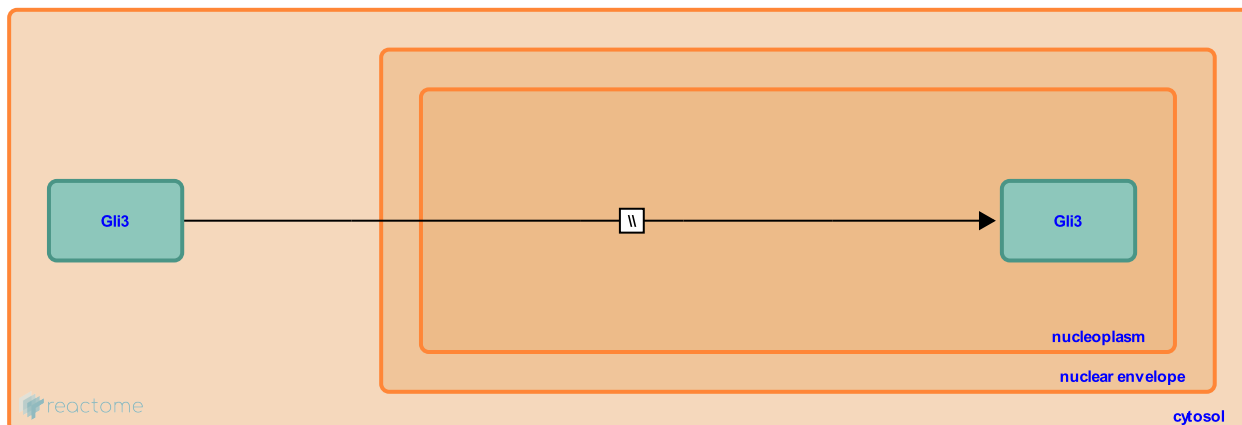 Gli3
\\
Gli3
nucleoplasm
nuclear envelope
reactome
cytosol